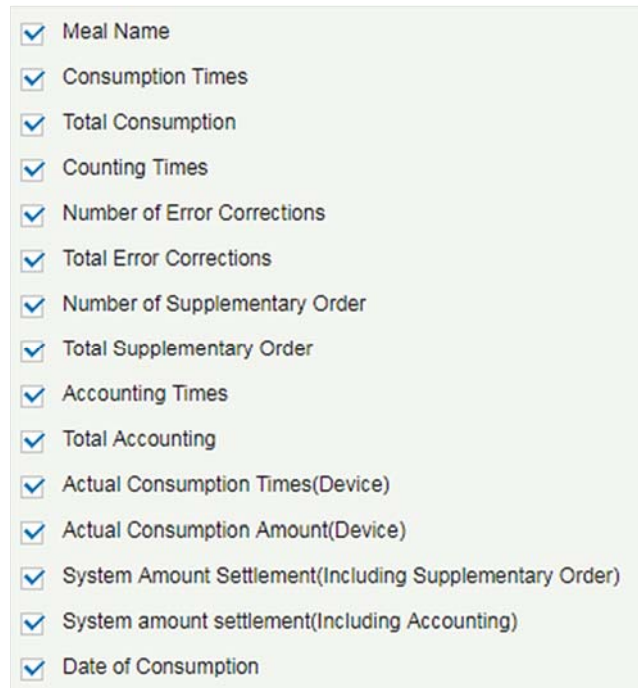 Meal Name
Consumption Times
Total Consumption
Counting Times
Number of Error Corrections
Total Error Corrections
Number of Supplementary Order
Total Supplementary Order
Accounting Times
Total Accounting
Actual Consumption Times(Device)
Actual Consumption Amount(Device)
System Amount Settlement(Including Supplementary Order)
System amount settlement(Including Accounting)
Date of Consumption